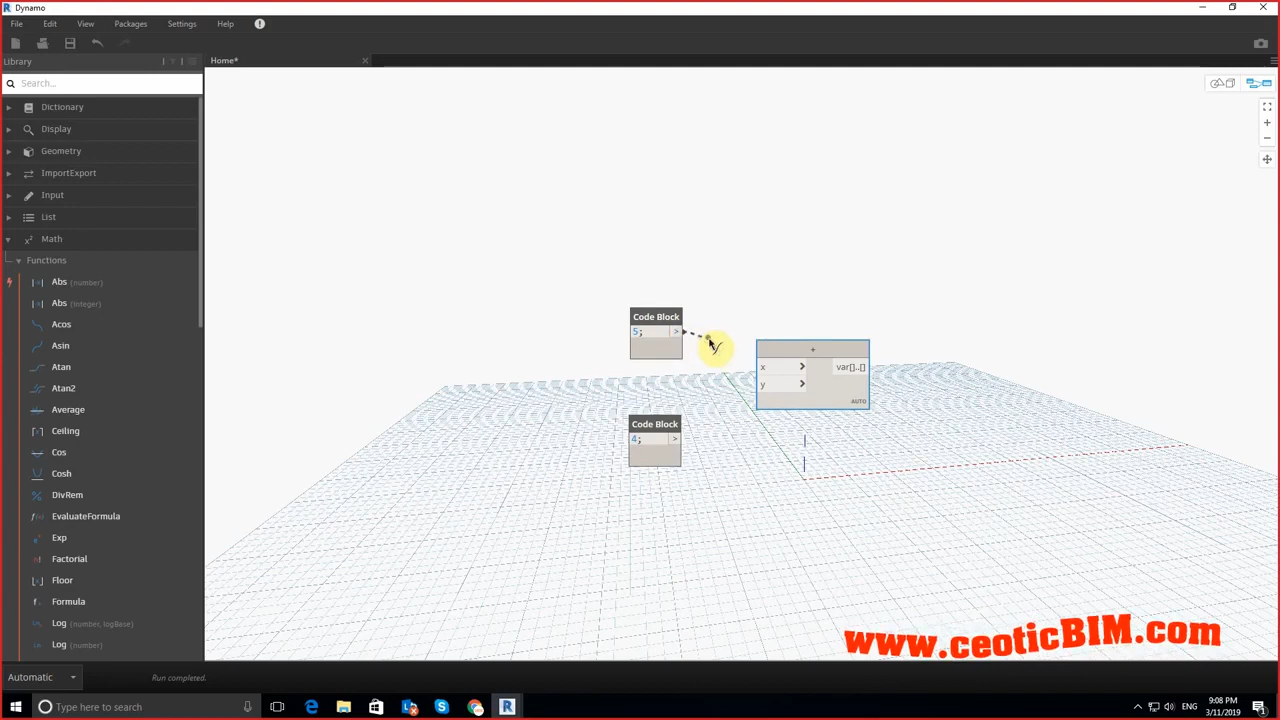 Dynamo
File Edit View Packages Settings Help
Library
Home*
Search...
Dictionary
Display
Geometry
ImportExport
Input
List
Math
Functions
Abs (number)
Abs (integer)
Acos
Asin
Atan
Atan2
Average
Ceiling
Cos
Cosh
DivRem
EvaluateFormula
Exp
Factorial
Floor
Formula
Log (number, logBase)
Log (number)
Code Block
5; >
+
x > var[]..[]
y >
AUTO
Code Block
4; >
www.ceoticBIM.com
Automatic Run completed.
Type here to search
ENG
9:08 PM
3/11/2019